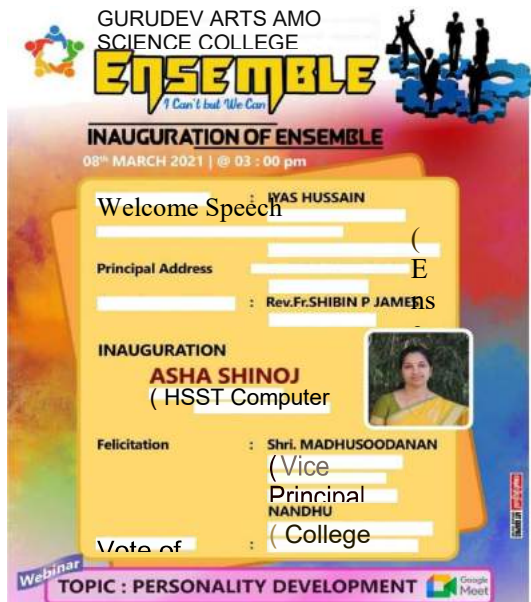 GURUDEV ARTS AMO
SCIENCE COLLEGE
ENSEMBLE
I Can't but We Can
INAUGURATION OF ENSEMBLE
08th MARCH 2021 | @ 03 : 00 pm
Welcome Speech : IYAS HUSSAIN
(
E
Principal Address
ns
: Rev.Fr.SHIBIN P JAMES
INAUGURATION
ASHA SHINOJ
( HSST Computer
Felicitation : Shri. MADHUSOODANAN
(Vice
Principal
NANDHU
( College
Vote of :
Webinar
TOPIC : PERSONALITY DEVELOPMENT Google Meet